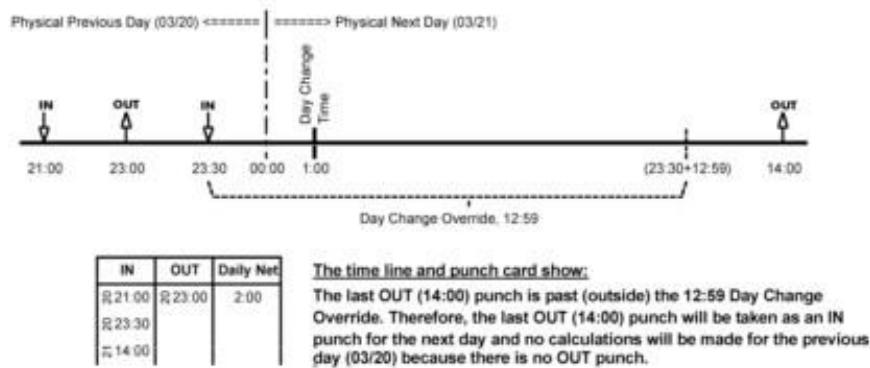 Physical Previous Day (03/20) <====== ======> Physical Next Day (03/21)
Day Change
Time
IN OUT IN OUT
21:00 23:00 23:30 00:00 1:00 (23:30+12:59) 14:00
Day Change Override, 12:59
IN OUT Daily Net
20 21:00 20 23:00 2:00
20 23:30
21 14:00
The time line and punch card show:
The last OUT (14:00) punch is past (outside) the 12:59 Day Change
Override. Therefore, the last OUT (14:00) punch will be taken as an IN
punch for the next day and no calculations will be made for the previous
day (03/20) because there is no OUT punch.